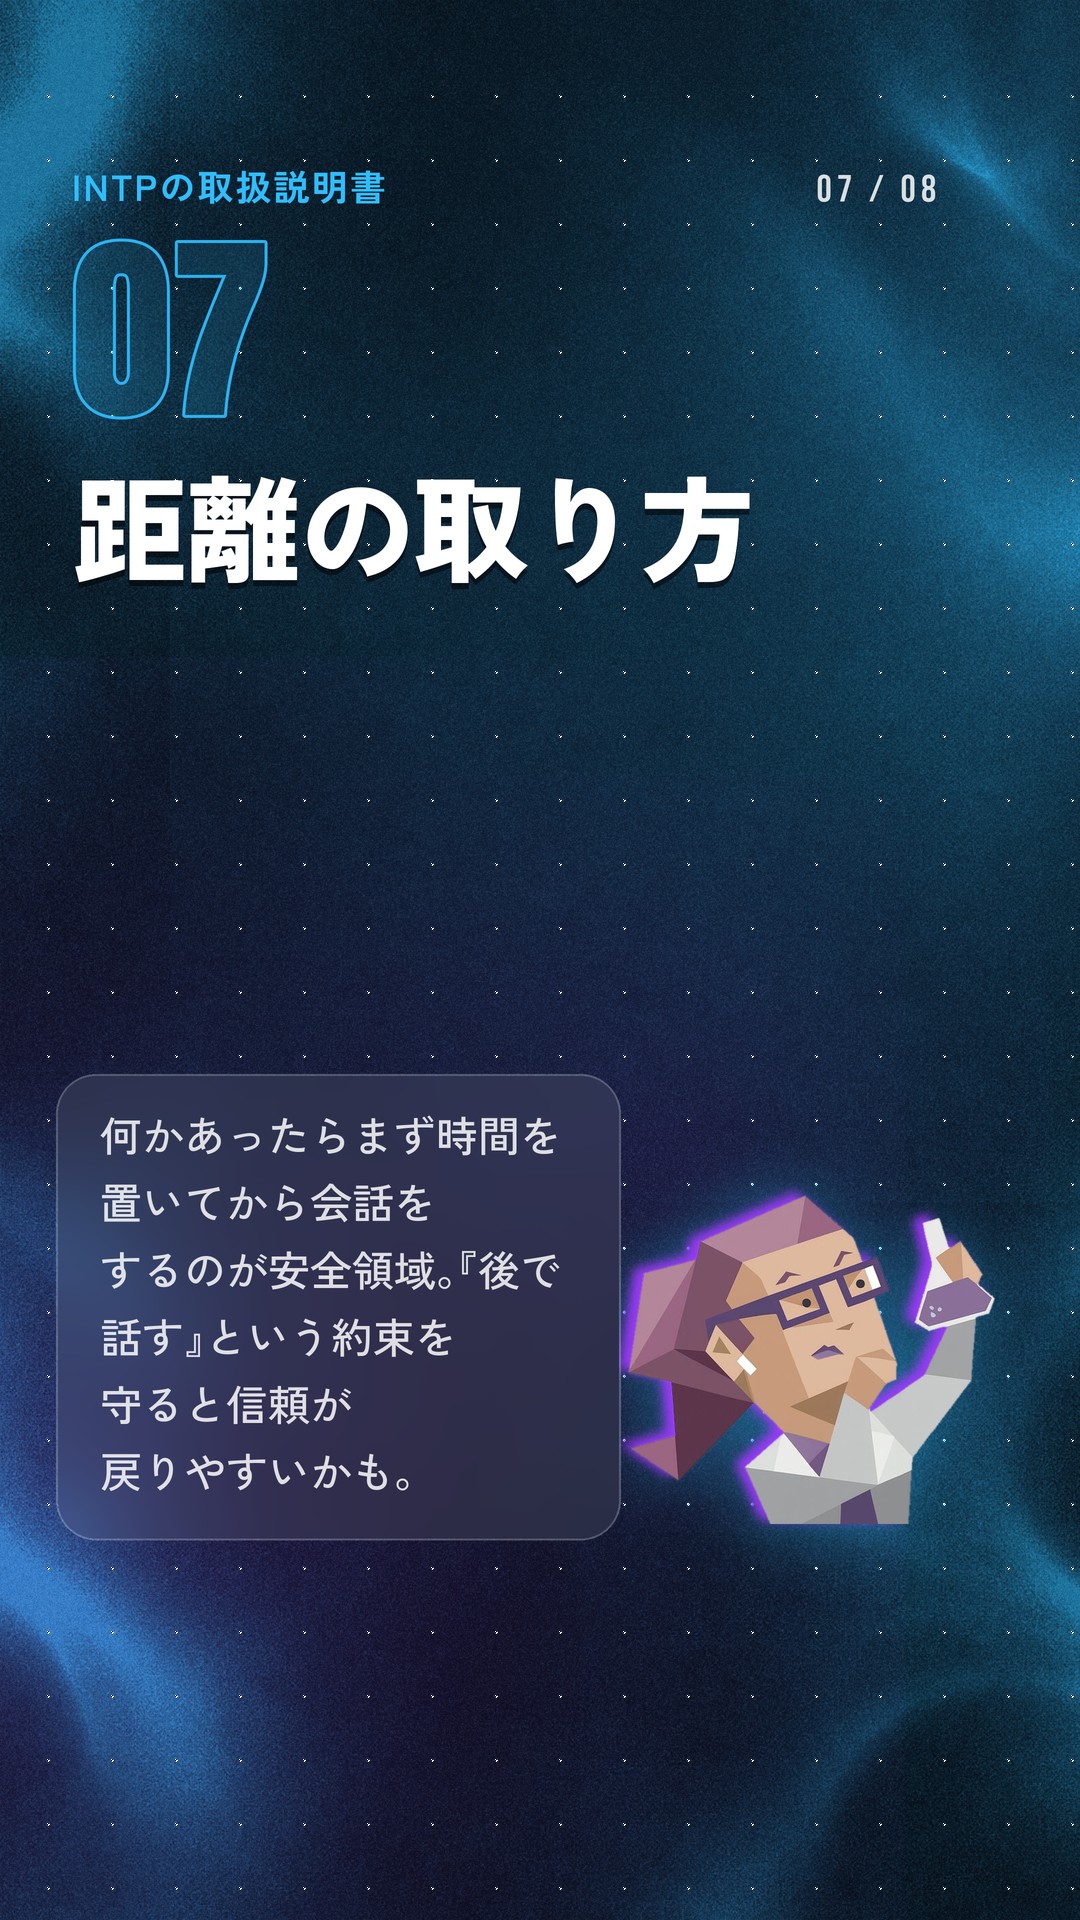 INTPの取扱説明書
07 / 08
07
距離の取り方
何かあったらまず時間を
置いてから会話を
するのが安全領域。『後で
話す』という約束を
守ると信頼が
戻りやすいかも。